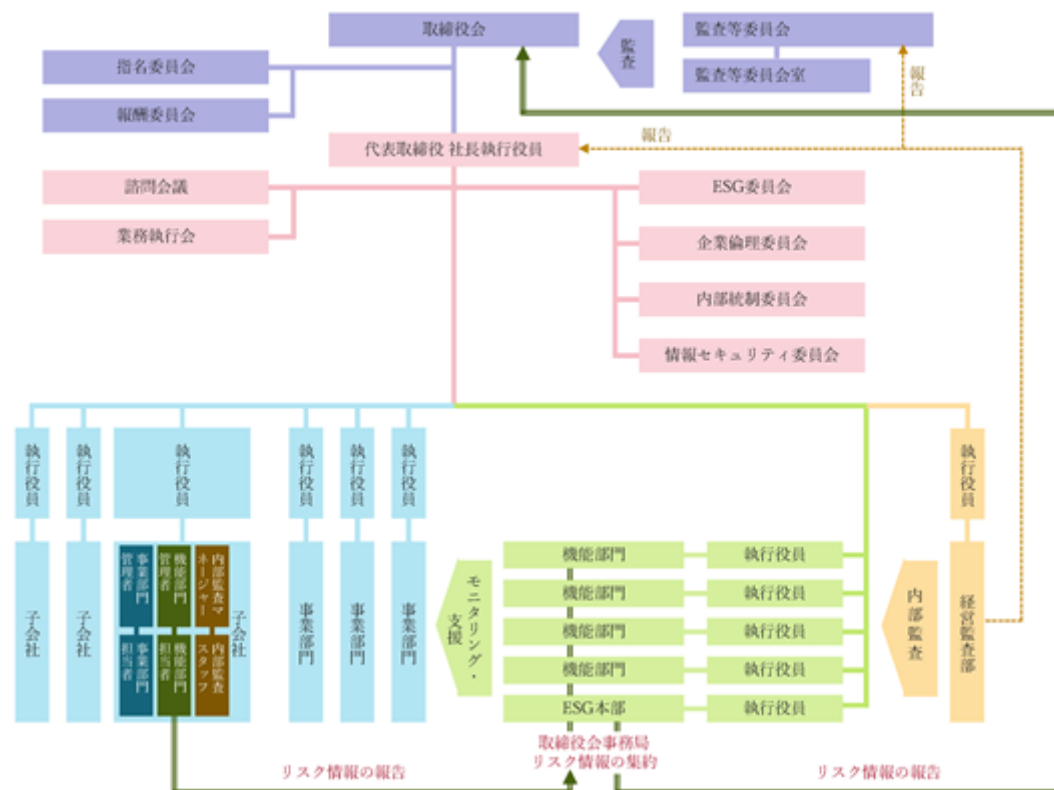 取締役会
監査
監査等委員会
監査等委員会室
報告
指名委員会
報酬委員会
代表取締役 社長執行役員
報告
諮問会議
業務執行会
ESG委員会
企業倫理委員会
内部統制委員会
情報セキュリティ委員会
執行役員
執行役員
執行役員
執行役員
執行役員
執行役員
執行役員
子会社
子会社
事業部門
管理者
機能部門
管理者
内部監査マ
ネージャー
事業部門
担当者
機能部門
担当者
内部監査
スタッフ
子会社
事業部門
事業部門
事業部門
モニタリング・
支援
機能部門
執行役員
機能部門
執行役員
機能部門
執行役員
機能部門
執行役員
ESG本部
執行役員
内部監査
経営監査部
取締役会事務局
リスク情報の集約
リスク情報の報告
リスク情報の報告